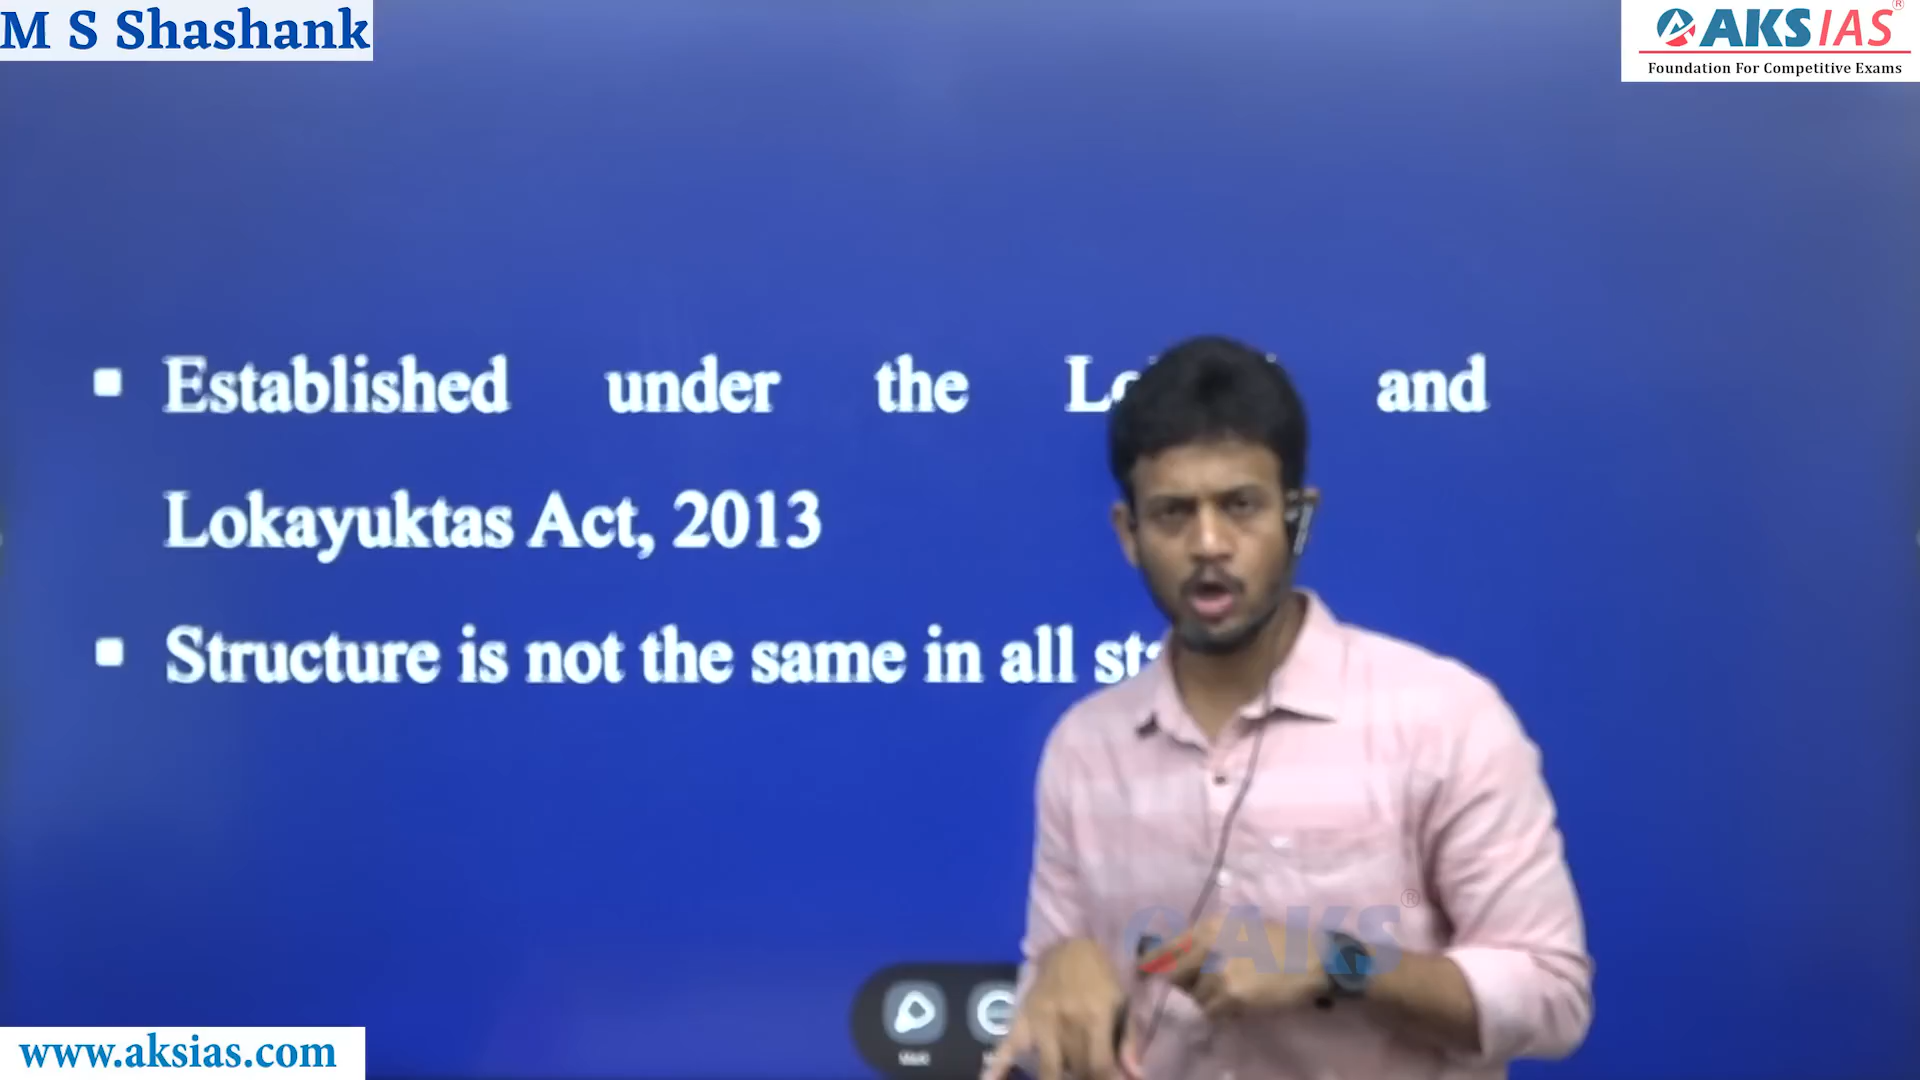 M S Shashank
AKS IAS
Foundation For Competitive Exams
Established under the and
Lokayuktas Act, 2013
Structure is not the same in all
AKS
www.aksias.com